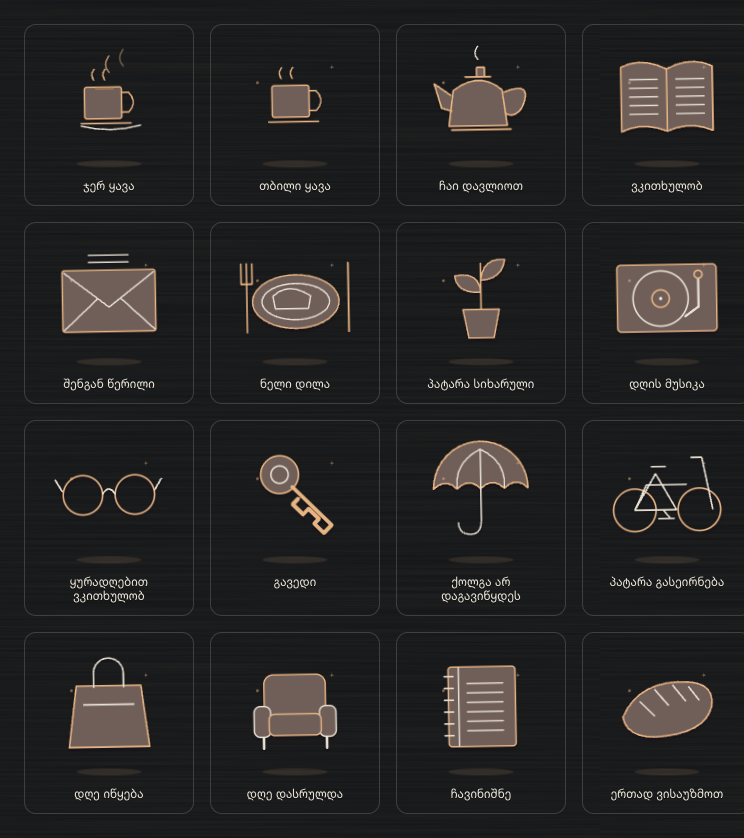 ჯერ ყავა
თბილი ყავა
ჩაი დავლიოთ
ვკითხულობ
შენგან წერილი
ნელი დილა
პატარა სიხარული
დღის მუსიკა
ყურადღებით
ვკითხულობ
გავედი
ქოლგა არ
დაგავიწყდეს
პატარა გასეირნება
დღე იწყება
დღე დასრულდა
ჩავინიშნე
ერთად ვისაუზმოთ